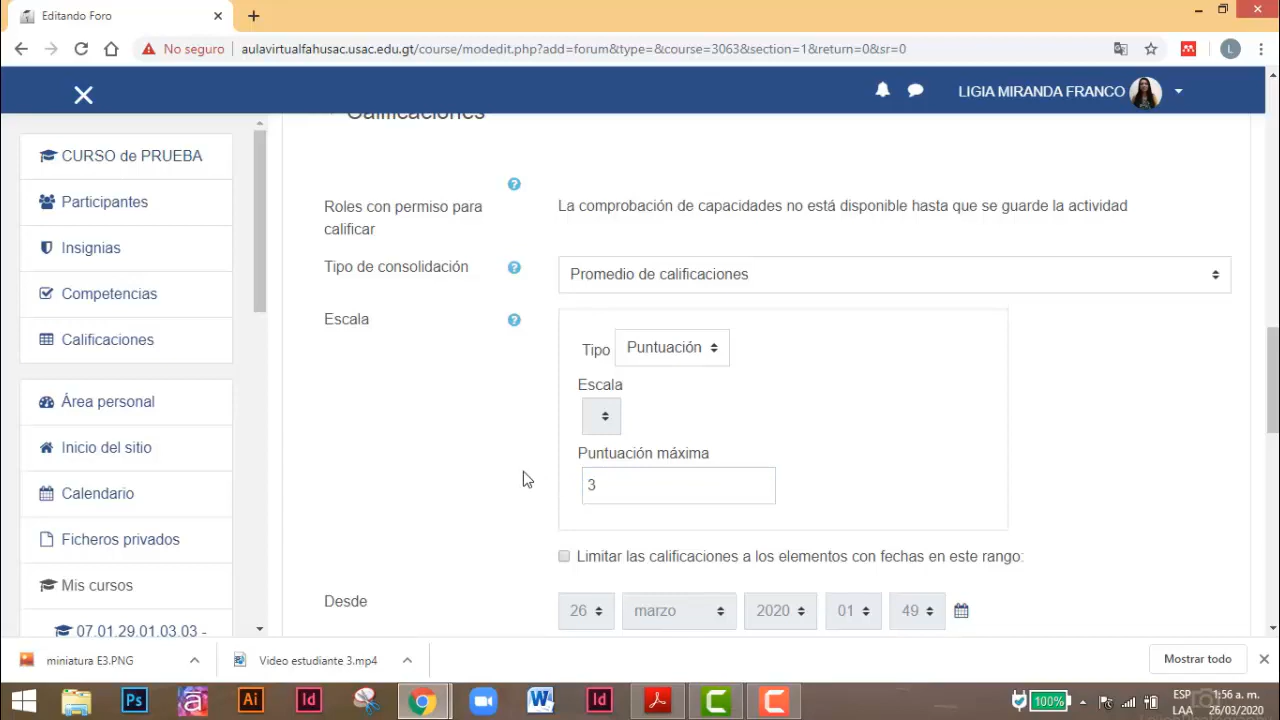 Editando Foro
No seguro
aulavirtualfahusac.usac.edu.gt/course/modedit.php?add=forum&type=&course=3063&section=1&return=0&sr=0
L
LIGIA MIRANDA FRANCO
Calificaciones
CURSO de PRUEBA
Participantes
Insignias
Competencias
Calificaciones
Área personal
Inicio del sitio
Calendario
Ficheros privados
Mis cursos
07.01.29.01.03.03 -
Roles con permiso para
calificar
La comprobación de capacidades no está disponible hasta que se guarde la actividad
Tipo de consolidación
Promedio de calificaciones
Escala
Tipo
Puntuación
Escala
Puntuación máxima
3
Limitar las calificaciones a los elementos con fechas en este rango:
Desde
26
marzo
2020
01
49
miniatura E3.PNG
Video estudiante 3.mp4
Mostrar todo
Ps
Ai
Id
W
Id
C
C
100%
ESP
LAA
1:56 a. m.
26/03/2020